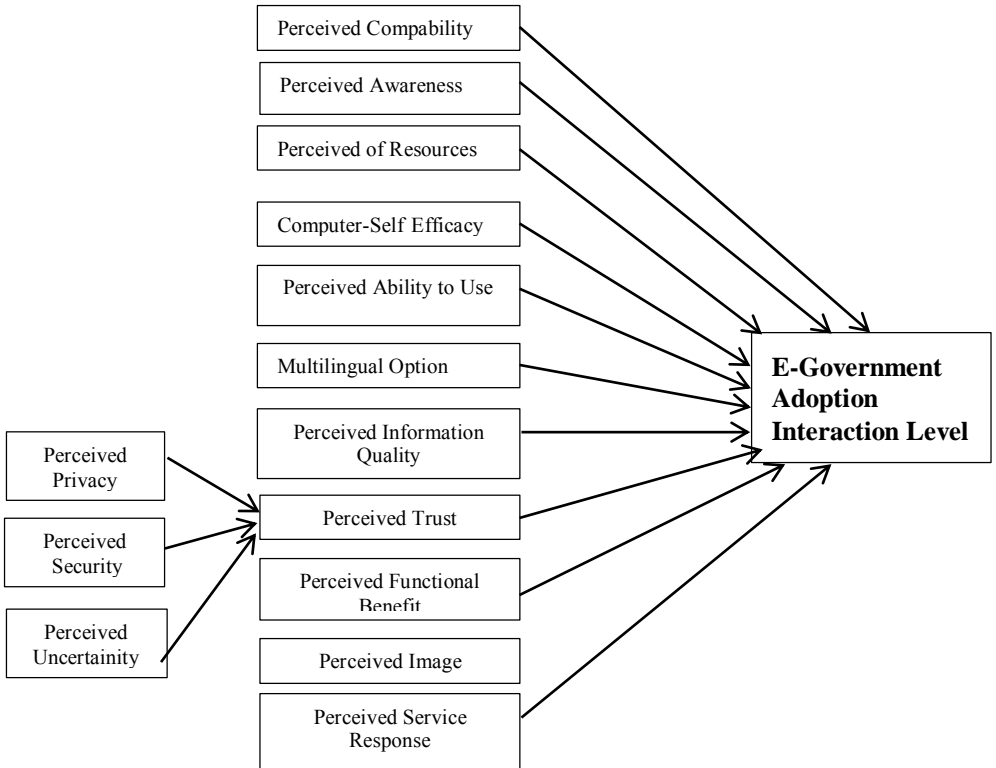 Perceived Compability
Perceived Awareness
Perceived of Resources
Computer-Self Efficacy
Perceived Ability to Use
Multilingual Option
Perceived Information
Quality
Perceived Privacy
Perceived Security
Perceived
Uncertainity
Perceived Trust
Perceived Functional
Benefit
Perceived Image
Perceived Service
Response
E-Government
Adoption
Interaction Level